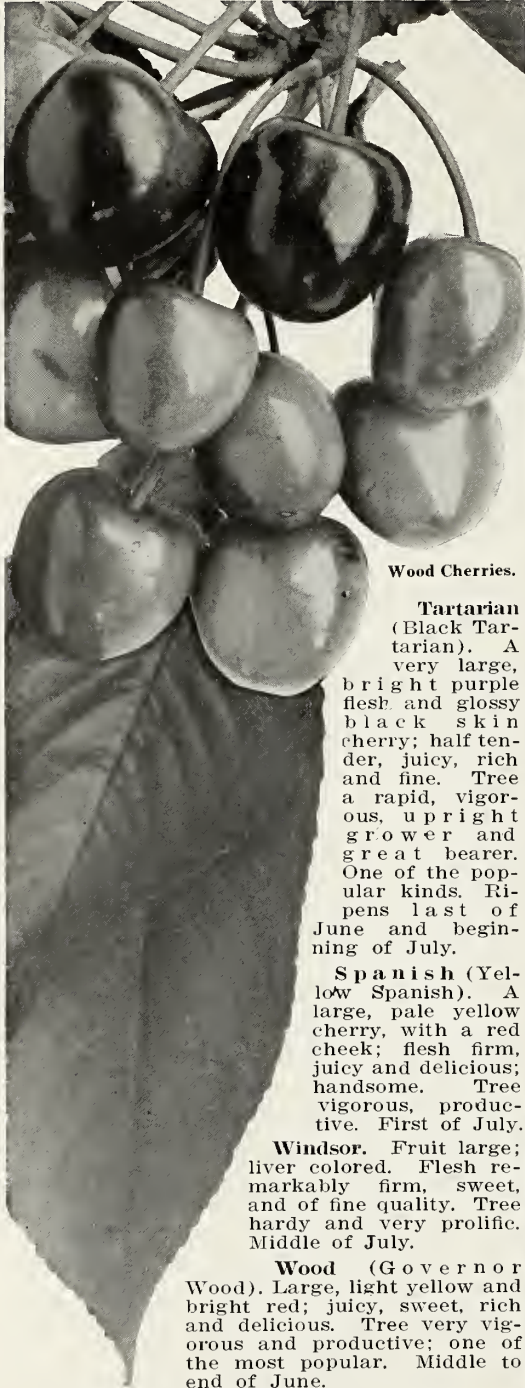 Wood Cherries.
Tartarian
(Black Tar-
tarian). A
very large,
bright purple
flesh and glossy
black skin
cherry; half ten-
der, juicy, rich
and fine. Tree
a rapid, vigor-
ous, upright
grower and
great bearer.
One of the pop-
ular kinds. Ri-
pens last of
June and begin-
ning of July.
Spanish (Yel-
low Spanish). A
large, pale yellow
cherry, with a red
cheek; flesh firm,
juicy and delicious;
handsome. Tree
vigorous, produc-
tive. First of July.
Windsor. Fruit large;
liver colored. Flesh re-
markably firm, sweet,
and of fine quality. Tree
hardy and very prolific.
Middle of July.
Wood (Governor
Wood). Large, light yellow and
bright red; juicy, sweet, rich
and delicious. Tree very vig-
orous and productive; one of
the most popular. Middle to
end of June.